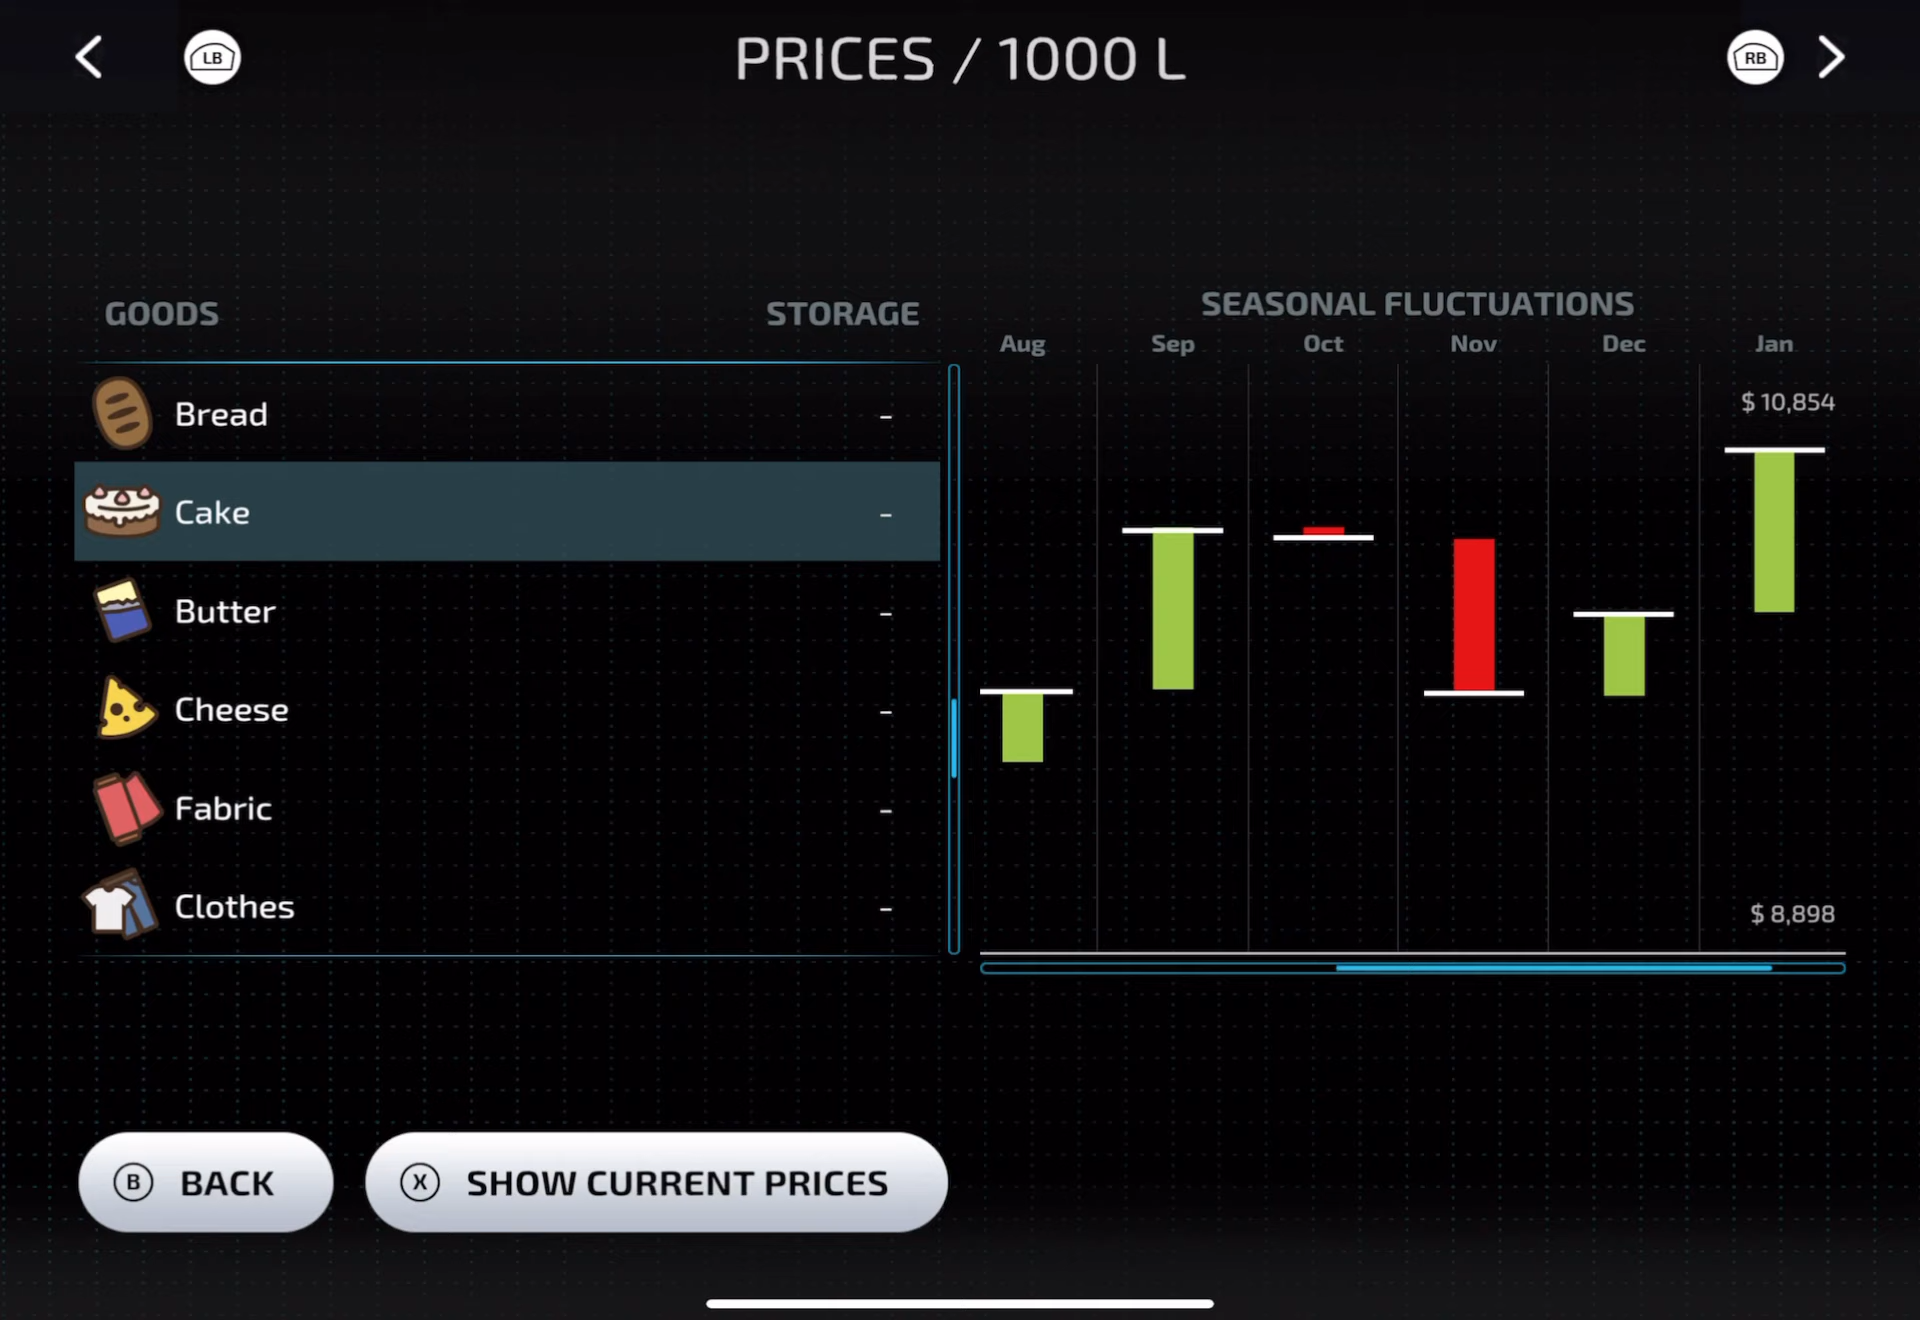 LB
PRICES / 1000 L
RB
GOODS
STORAGE
Bread -
Cake -
Butter -
Cheese -
Fabric -
Clothes -
SEASONAL FLUCTUATIONS
Aug Sep Oct Nov Dec Jan
$ 10,854
$ 8,898
B BACK
X SHOW CURRENT PRICES